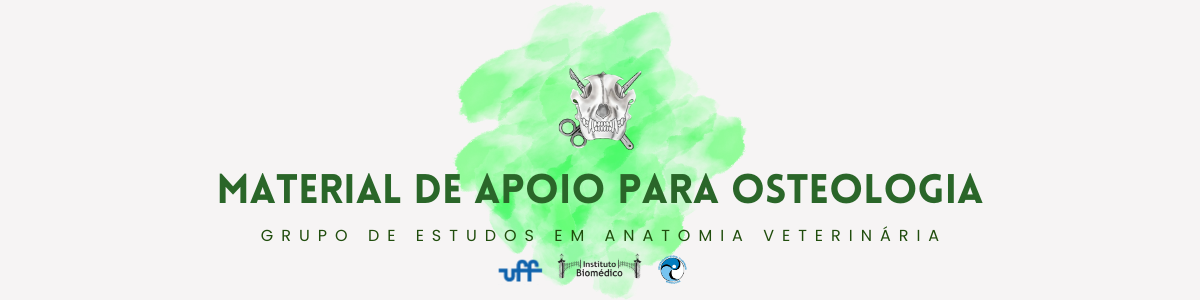 MATERIAL DE APOIO PARA OSTEOLOGIA
GRUPO DE ESTUDOS EM ANATOMIA VETERINÁRIA
uff
Instituto
Biomédico